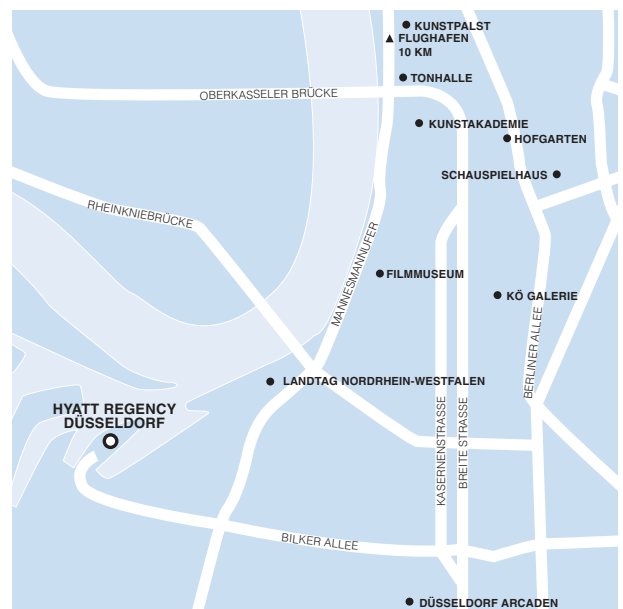 KUNSTPALST
FLUGHAFEN
10 KM
TONHALLE
OBERKASSELER BRÜCKE
KUNSTAKADEMIE
HOFGARTEN
SCHAUSPIELHAUS
RHEINKNIEBRÜCKE
MANNESMANNUFER
FILMMUSEUM
KÖ GALERIE
BERLINER ALLEE
LANDTAG NORDRHEIN-WESTFALEN
HYATT REGENCY
DÜSSELDORF
KASERNENSTRASSE
BREITE STRASSE
BILKER ALLEE
DÜSSELDORF ARCADEN